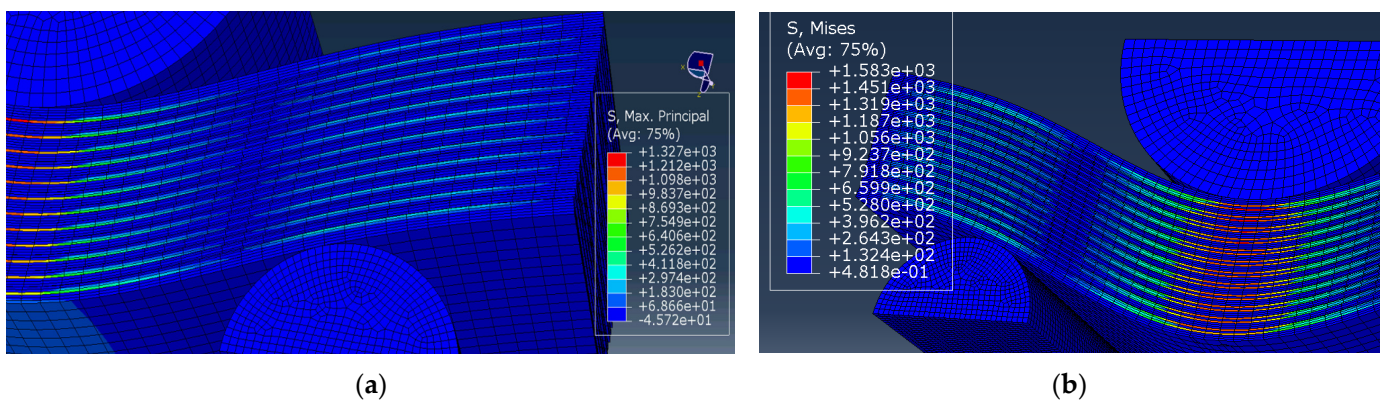 S, Max. Principal
(Avg: 75%)
+1.327e+03
+1.212e+03
+1.098e+03
+9.837e+02
+8.693e+02
+7.549e+02
+6.406e+02
+5.262e+02
+4.118e+02
+2.974e+02
+1.830e+02
+6.866e+01
-4.572e+01
S, Mises
(Avg: 75%)
+1.583e+03
+1.451e+03
+1.319e+03
+1.187e+03
+1.056e+03
+9.237e+02
+7.918e+02
+6.599e+02
+5.280e+02
+3.962e+02
+2.643e+02
+1.324e+02
+4.818e-01
(a)
(b)